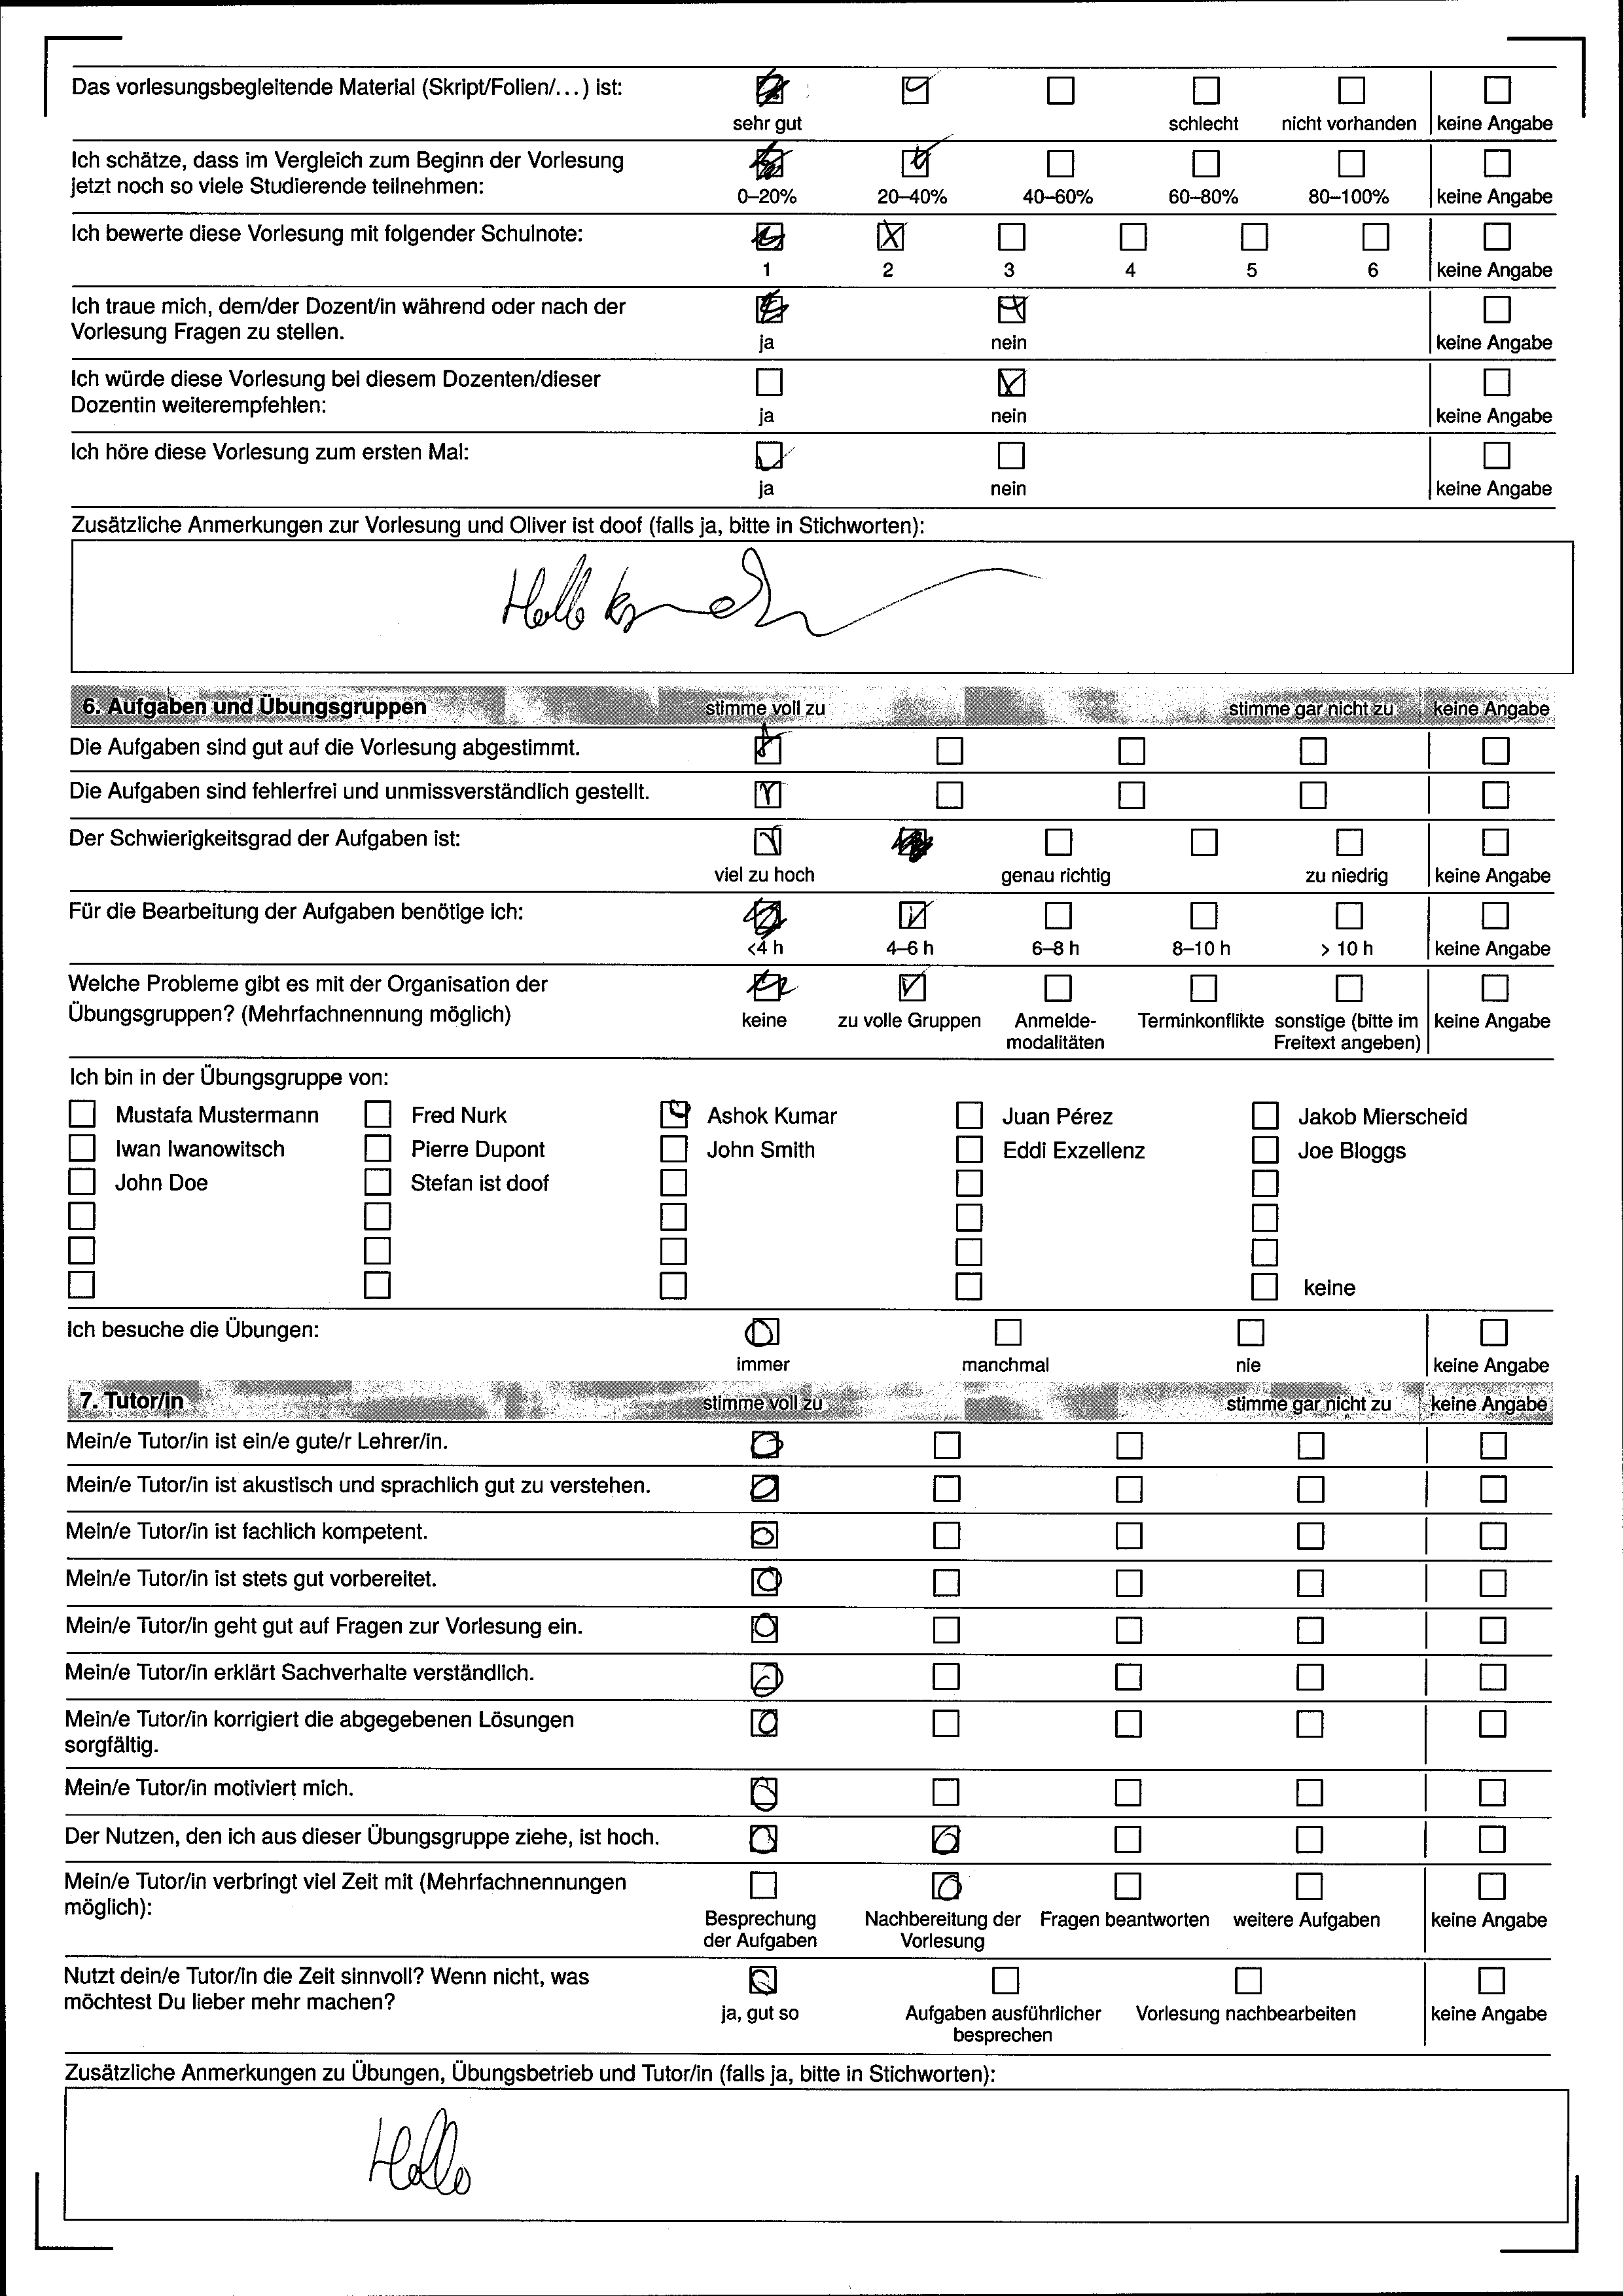 Das vorlesungsbegleitende Material (Skript/Folien/...) ist:
sehr gut schlecht nicht vorhanden keine Angabe
Ich schätze, dass im Vergleich zum Beginn der Vorlesung
jetzt noch so viele Studierende teilnehmen:
0–20% 20–40% 40–60% 60–80% 80–100% keine Angabe
Ich bewerte diese Vorlesung mit folgender Schulnote:
1 2 3 4 5 6 keine Angabe
Ich traue mich, dem/der Dozent/in während oder nach der
Vorlesung Fragen zu stellen.
ja nein keine Angabe
Ich würde diese Vorlesung bei diesem Dozenten/dieser
Dozentin weiterempfehlen:
ja nein keine Angabe
Ich höre diese Vorlesung zum ersten Mal:
ja nein keine Angabe
Zusätzliche Anmerkungen zur Vorlesung und Oliver ist doof (falls ja, bitte in Stichworten):
Hallo
6. Aufgaben und Übungsgruppen stimme voll zu stimme gar nicht zu keine Angabe
Die Aufgaben sind gut auf die Vorlesung abgestimmt.
Die Aufgaben sind fehlerfrei und unmissverständlich gestellt.
Der Schwierigkeitsgrad der Aufgaben ist:
viel zu hoch genau richtig zu niedrig keine Angabe
Für die Bearbeitung der Aufgaben benötige ich:
<4 h 4–6 h 6–8 h 8–10 h > 10 h keine Angabe
Welche Probleme gibt es mit der Organisation der
Übungsgruppen? (Mehrfachnennung möglich)
keine zu volle Gruppen Anmelde- Terminkonflikte sonstige (bitte im keine Angabe
modalitäten Freitext angeben)
Ich bin in der Übungsgruppe von:
Mustafa Mustermann Fred Nurk Ashok Kumar Juan Pérez Jakob Mierscheid
Iwan Iwanowitsch Pierre Dupont John Smith Eddi Exzellenz Joe Bloggs
John Doe Stefan ist doof
keine
Ich besuche die Übungen:
immer manchmal nie keine Angabe
7. Tutor/in stimme voll zu stimme gar nicht zu keine Angabe
Mein/e Tutor/in ist ein/e gute/r Lehrer/in.
Mein/e Tutor/in ist akustisch und sprachlich gut zu verstehen.
Mein/e Tutor/in ist fachlich kompetent.
Mein/e Tutor/in ist stets gut vorbereitet.
Mein/e Tutor/in geht gut auf Fragen zur Vorlesung ein.
Mein/e Tutor/in erklärt Sachverhalte verständlich.
Mein/e Tutor/in korrigiert die abgegebenen Lösungen
sorgfältig.
Mein/e Tutor/in motiviert mich.
Der Nutzen, den ich aus dieser Übungsgruppe ziehe, ist hoch.
Mein/e Tutor/in verbringt viel Zeit mit (Mehrfachnennungen
möglich):
Besprechung Nachbereitung der Fragen beantworten weitere Aufgaben keine Angabe
der Aufgaben Vorlesung
Nutzt dein/e Tutor/in die Zeit sinnvoll? Wenn nicht, was
möchtest Du lieber mehr machen?
ja, gut so Aufgaben ausführlicher Vorlesung nachbearbeiten keine Angabe
besprechen
Zusätzliche Anmerkungen zu Übungen, Übungsbetrieb und Tutor/in (falls ja, bitte in Stichworten):
Hallo